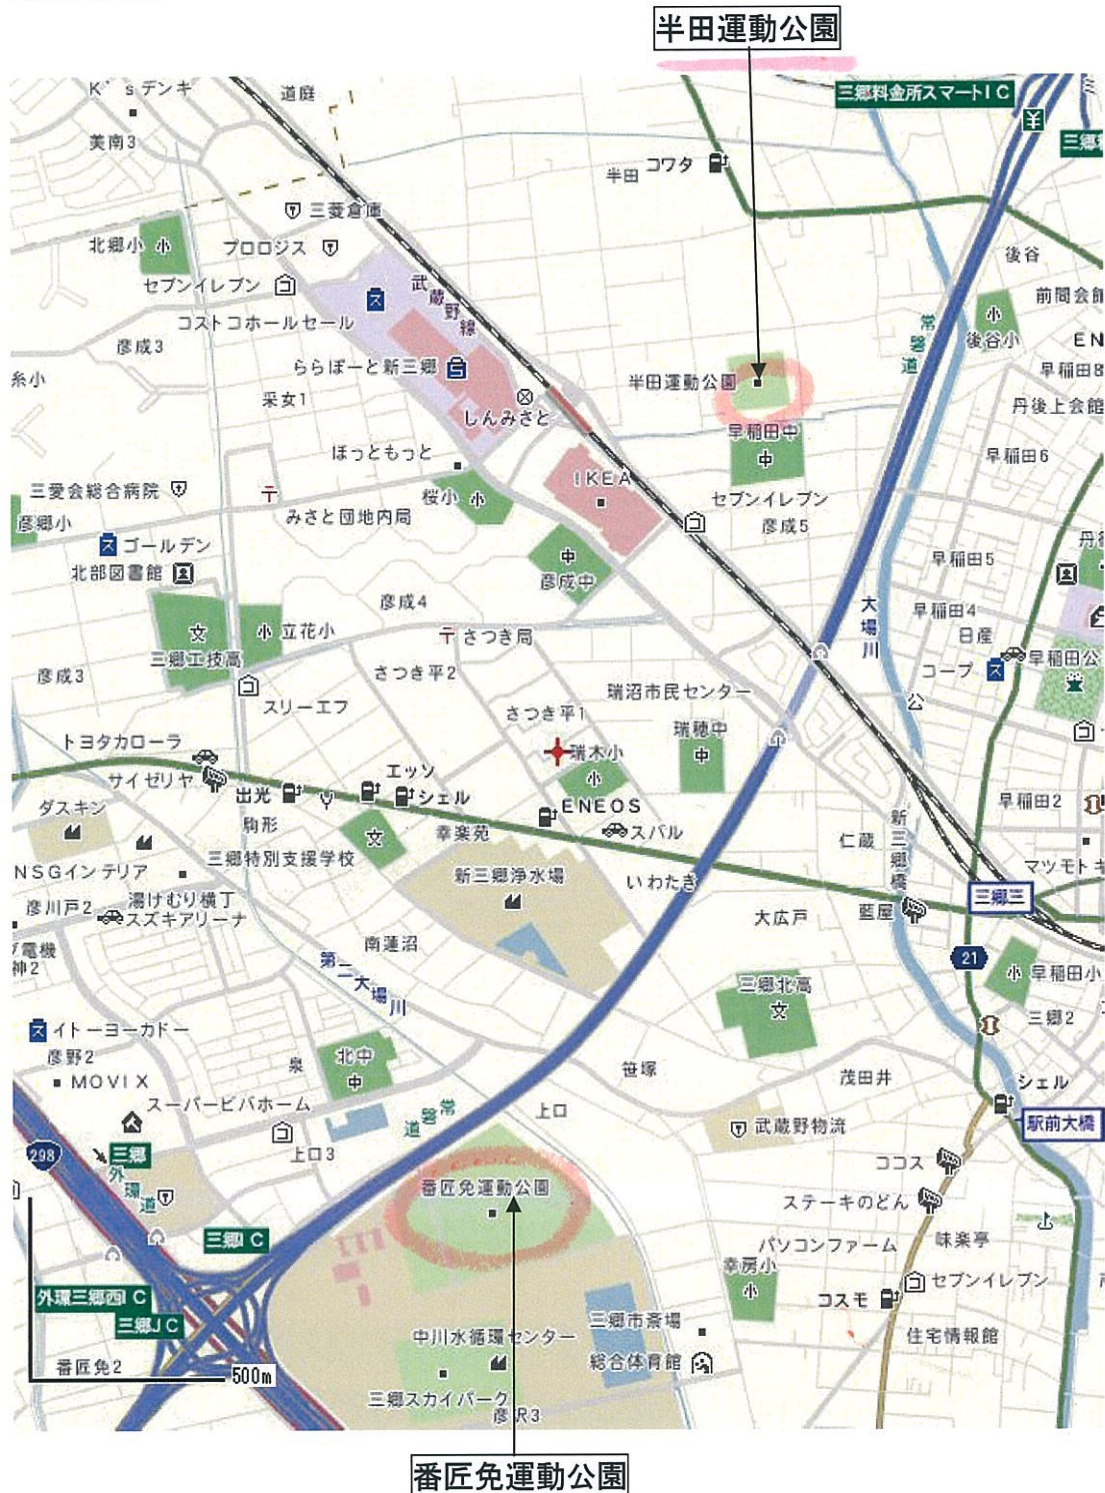 半田運動公園
三郷料金所スマートIC
K'sデンキ
道庭
美南3
半田
コワタ
三菱倉庫
北郷小
小
プロロジス
後谷
セブンイレブン
武蔵野線
前間会館
コストコホールセール
常磐道
小
後谷小
EN
彦成3
ららぽーと新三郷
半田運動公園
早稲田8
糸小
采女1
しんみさと
丹後上会館
早稲田中
中
ほっともっと
早稲田6
三愛会総合病院
桜小
小
IKEA
セブンイレブン
彦郷小
みさと団地内局
彦成5
ゴールデン
中
早稲田5
北部図書館
彦成中
彦成4
大場川
早稲田4
文
小
立花小
さつき局
日産
三郷工技高
コープ
早稲田公
彦成3
さつき平2
瑞沼市民センター
公
スリーエフ
さつき平1
瑞穂中
トヨタカローラ
瑞木小
中
サイゼリヤ
エッソ
小
出光
シェル
ENEOS
早稲田2
ダスキン
駒形
幸楽苑
スバル
新三郷橋
文
仁蔵
三郷特別支援学校
マツモトキ
NSGインテリア
新三郷浄水場
いわたき
三郷三
彦川戸2
湯けむり横丁
スズキアリーナ
大広戸
藍屋
南蓮沼
ブ電機
神2
第二大場川
21
小
早稲田小
三郷北高
文
イトーヨーカドー
三郷2
彦野2
泉
北中
中
笹塚
茂田井
MOVIX
シェル
スーパービバホーム
常磐道
上口
武蔵野物流
駅前大橋
298
三郷
上口3
ココス
外環道
番匠免運動公園
ステーキのどん
三郷IC
パソコンファーム
味楽亭
幸房小
小
セブンイレブン
外環三郷西IC
コスモ
三郷JC
三郷市斎場
中川水循環センター
住宅情報館
番匠免2
500m
総合体育館
三郷スカイパーク
彦沢3
番匠免運動公園